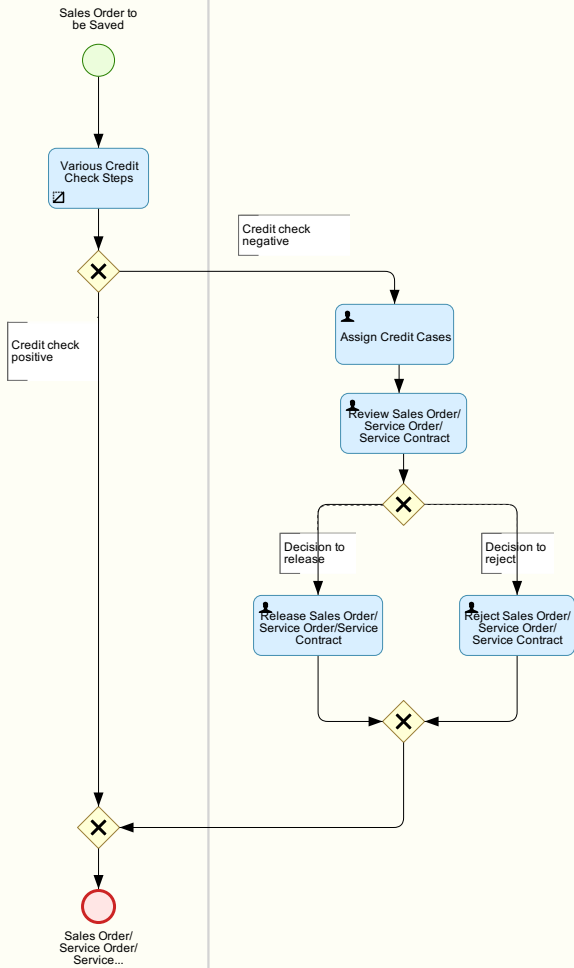 Sales Order to
be Saved
Various Credit
Check Steps
Credit check
negative
Credit check
positive
Assign Credit Cases
Review Sales Order/
Service Order/
Service Contract
Decision to
release
Decision to
reject
Release Sales Order/
Service Order/Service
Contract
Reject Sales Order/
Service Order/
Service Contract
Sales Order/
Service Order/
Service...